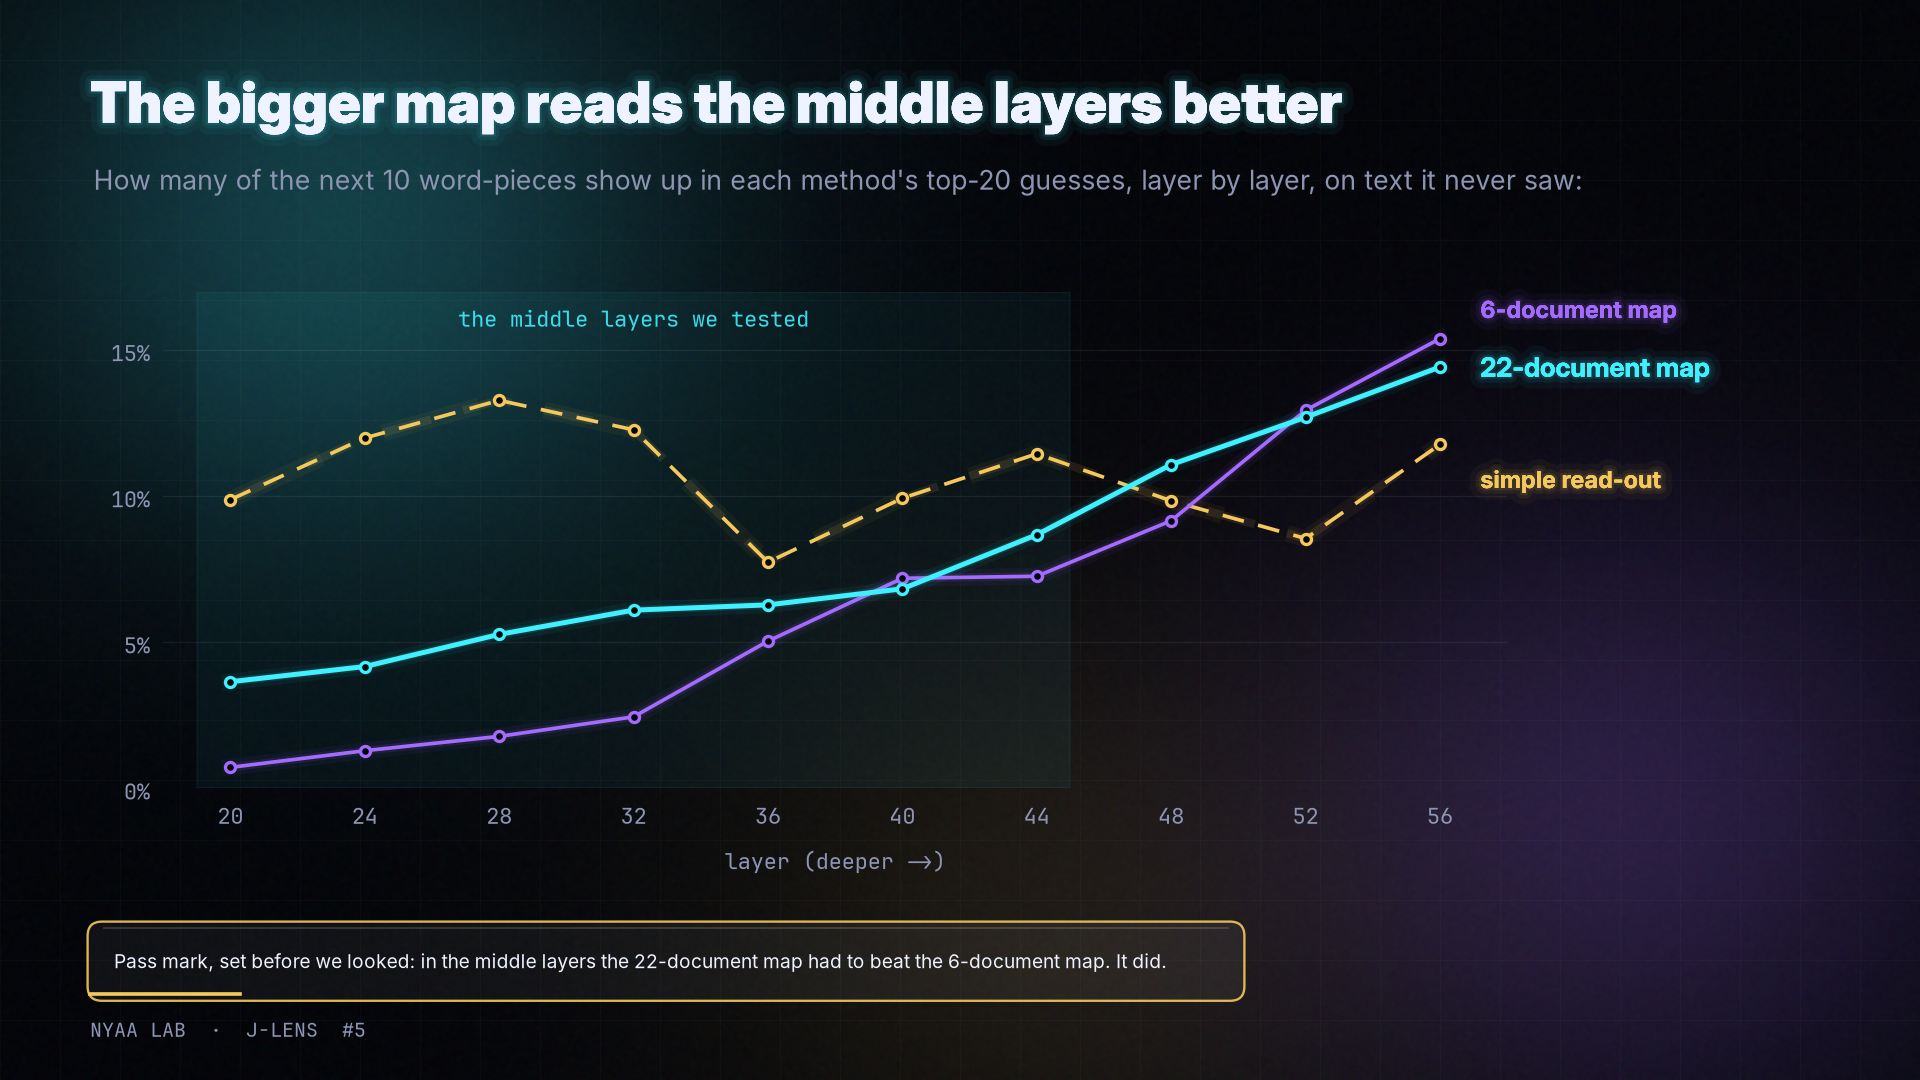 The bigger map reads the middle layers better
How many of the next 10 word-pieces show up in each method's top-20 guesses, layer by layer, on text it never saw:
the middle layers we tested
6-document map
22-document map
simple read-out
15%
10%
5%
0%
20 24 28 32 36 40 44 48 52 56
layer (deeper →)
Pass mark, set before we looked: in the middle layers the 22-document map had to beat the 6-document map. It did.
NYAA LAB · J-LENS #5